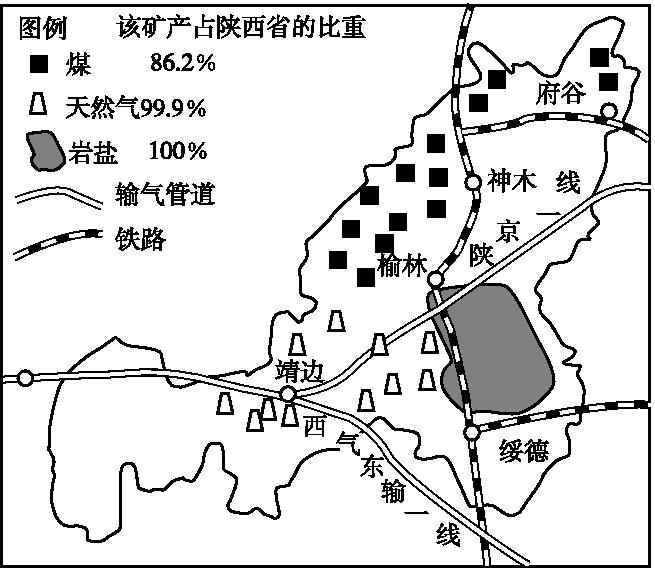 图例 该矿产占陕西省的比重
煤 86.2%
天然气99.9%
岩盐 100%
输气管道
铁路
府谷
神木
陕京一线
榆林
靖边
西气东输一线
绥德